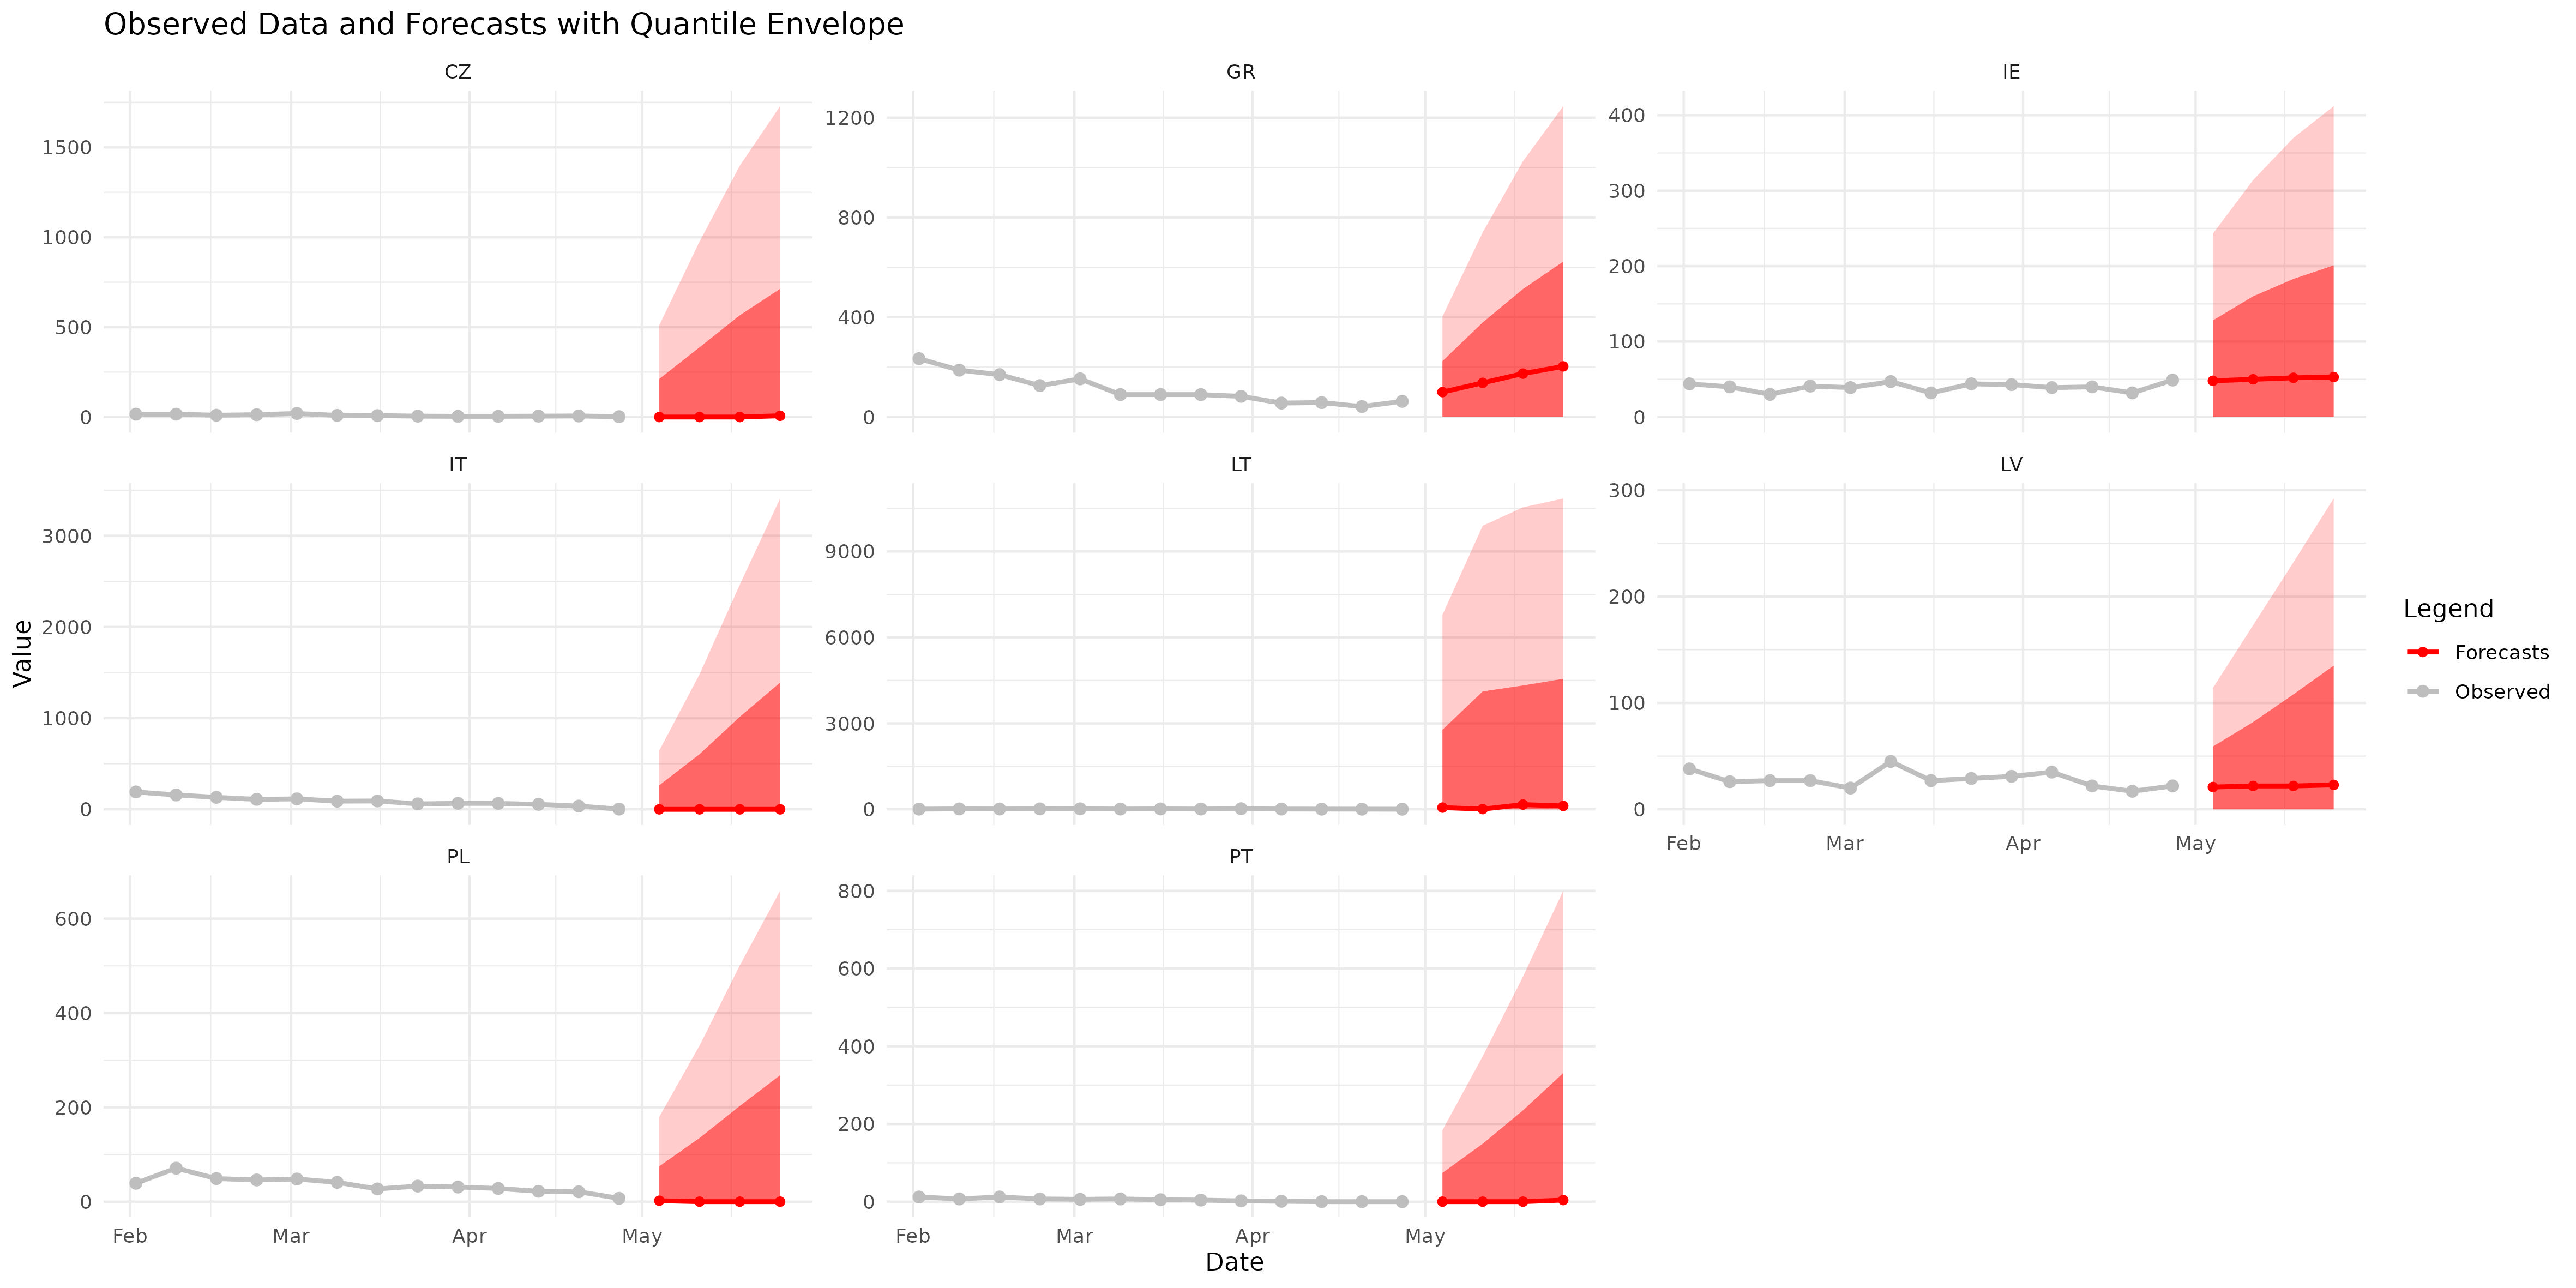 Observed Data and Forecasts with Quantile Envelope
CZ
GR
IE
1500
1000
500
0
1200
800
400
0
400
300
200
100
0
IT
LT
LV
3000
2000
1000
0
9000
6000
3000
0
300
200
100
0
Feb Mar Apr May
PL
PT
600
400
200
0
800
600
400
200
0
Feb Mar Apr May
Feb Mar Apr May
Value
Date
Legend
Forecasts
Observed